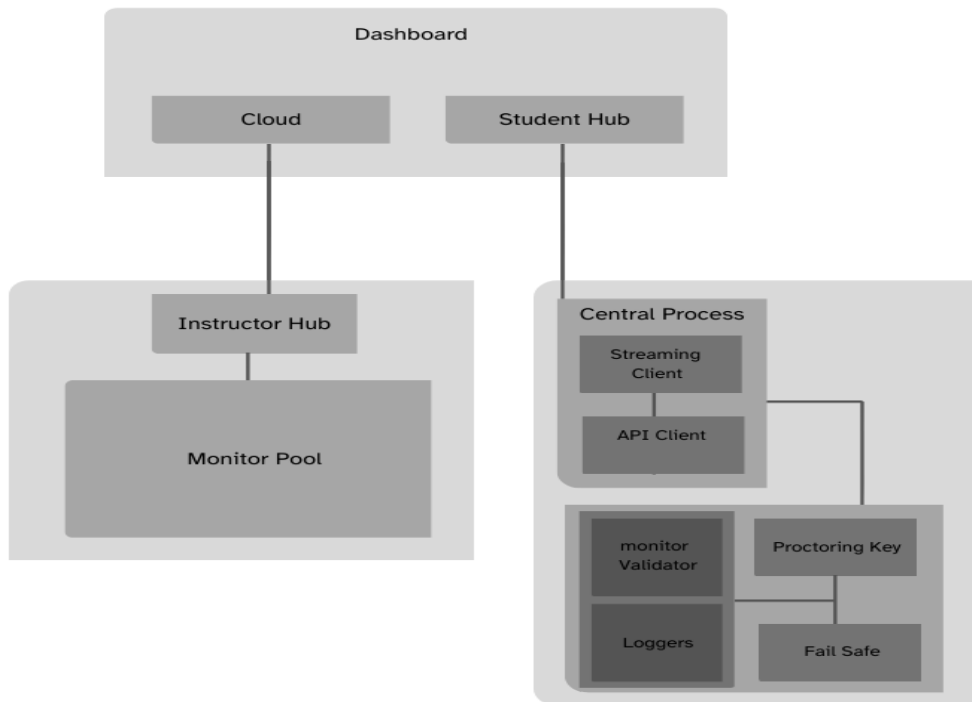 Dashboard
Cloud
Student Hub
Instructor Hub
Monitor Pool
Central Process
Streaming
Client
API Client
monitor
Validator
Proctoring Key
Loggers
Fail Safe